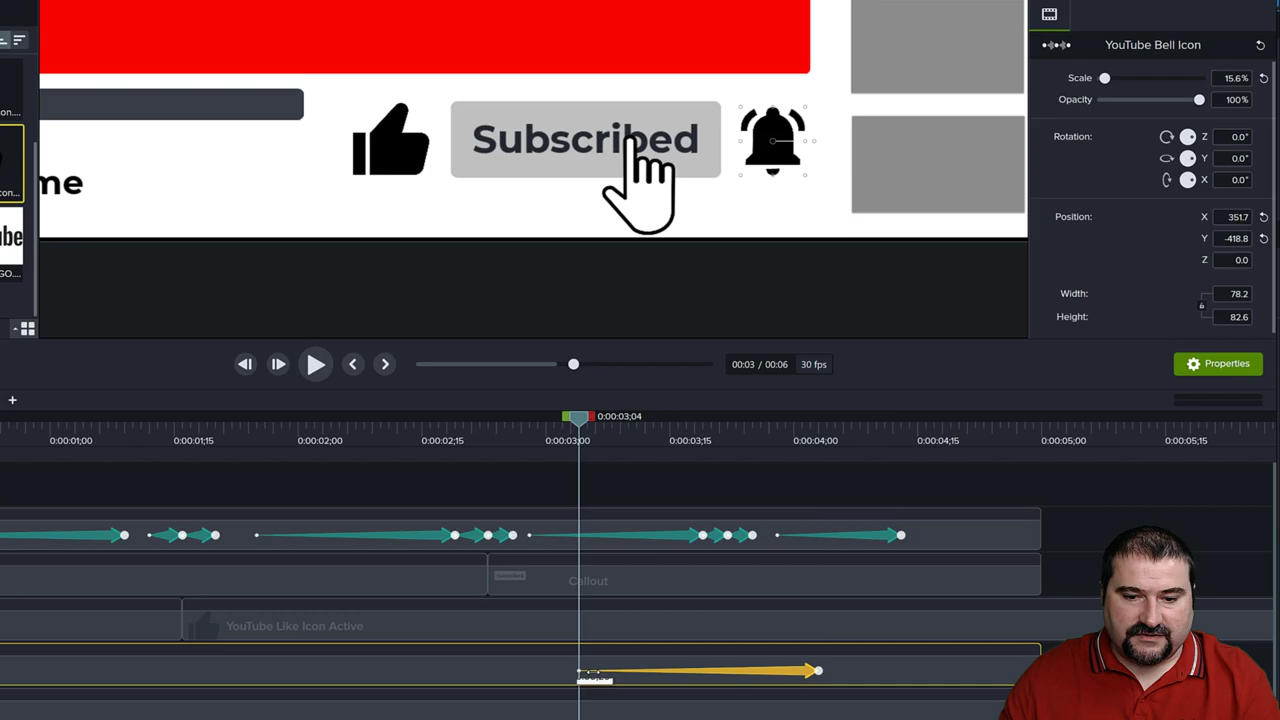 YouTube Bell Icon
Scale 15.6%
Opacity 100%
Rotation: Z 0.0°
Y 0.0°
X 0.0°
Position: X 351.7
Y -418.8
Z 0.0
Width: 78.2
Height: 82.6
Subscribed
me
con.
con...
ube
GO....
00:03 / 00:06 30 fps
Properties
+
0:00:03;04
0:00:01;00 0:00:01;15 0:00:02;00 0:00:02;15 0:00:03;00 0:00:03;15 0:00:04;00 0:00:04;15 0:00:05;00 0:00:05;15
Callout
YouTube Like Icon Active